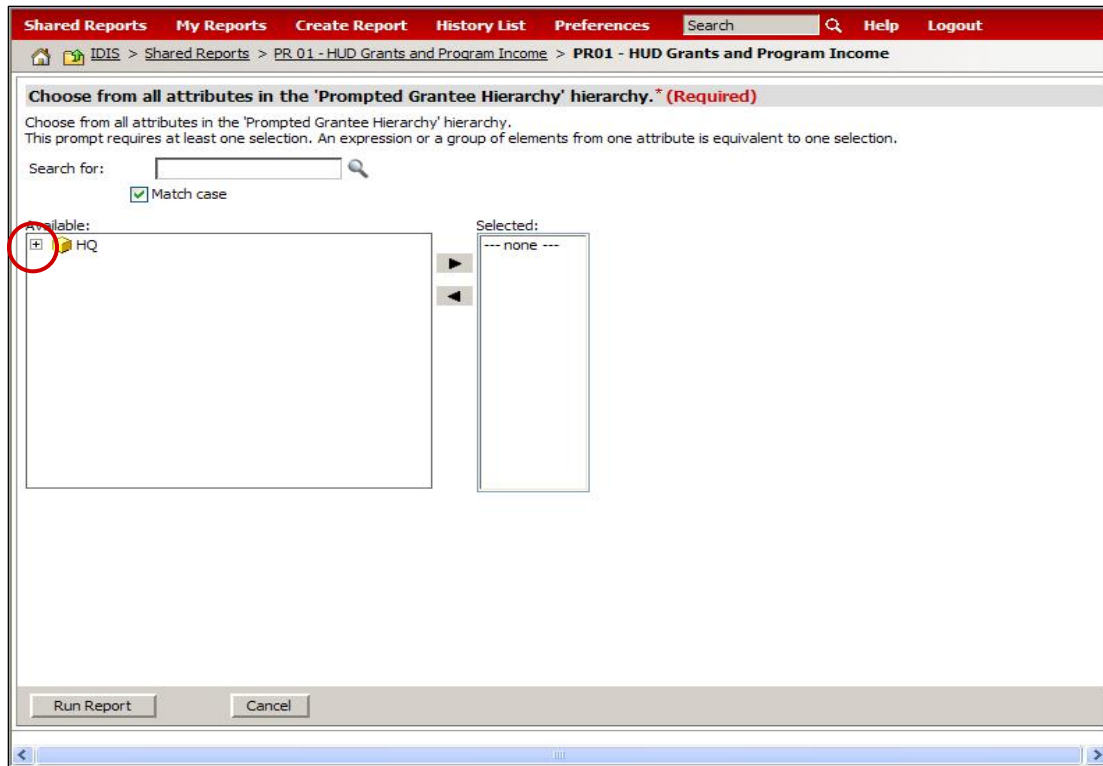 Shared Reports My Reports Create Report History List Preferences Search Help Logout
IDIS > Shared Reports > PR 01 - HUD Grants and Program Income > PR01 - HUD Grants and Program Income
Choose from all attributes in the 'Prompted Grantee Hierarchy' hierarchy.* (Required)
Choose from all attributes in the 'Prompted Grantee Hierarchy' hierarchy.
This prompt requires at least one selection. An expression or a group of elements from one attribute is equivalent to one selection.
Search for:
Match case
Available: Selected:
HQ --- none ---
Run Report Cancel